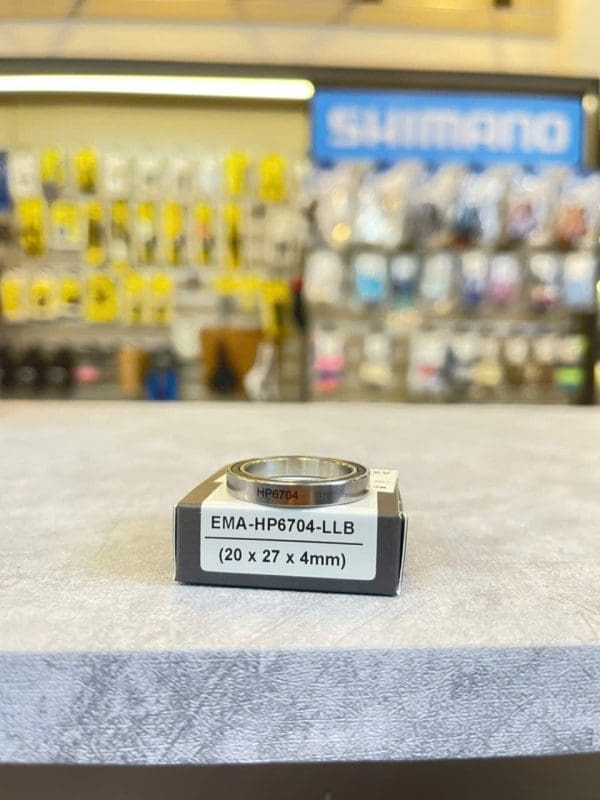 SHIMANO
HP6704
EMA-HP6704-LLB
(20 x 27 x 4mm)